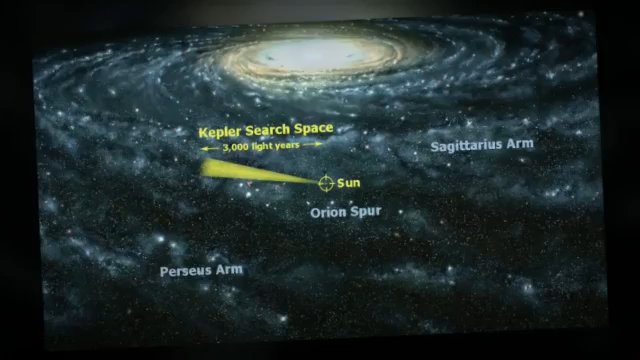 Kepler Search Space
3,000 light years
Sagittarius Arm
Sun
Orion Spur
Perseus Arm